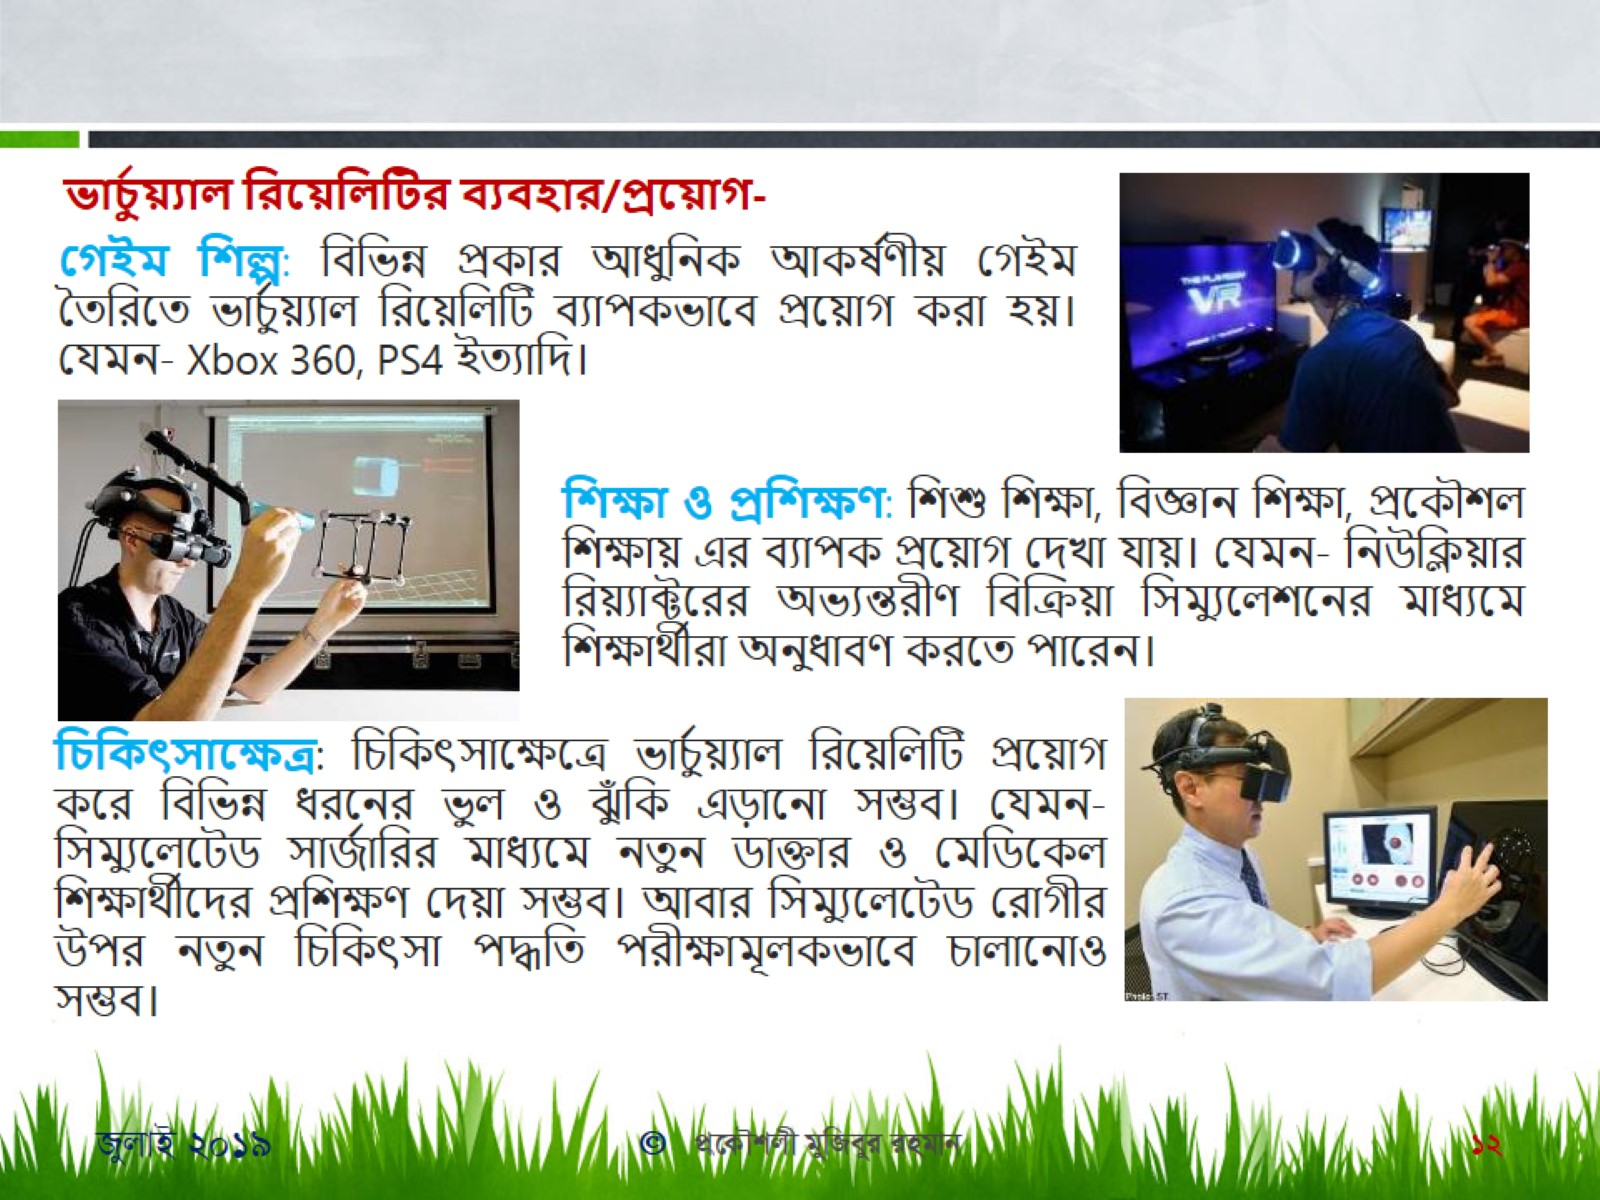 ভার্চুয়্যাল রিয়েলিটির ব্যবহার/প্রয়োগ-
গেইম শিল্প: বিভিন্ন প্রকার আধুনিক আকর্ষণীয় গেইম
তৈরিতে ভার্চুয়্যাল রিয়েলিটি ব্যাপকভাবে প্রয়োগ করা হয়।
যেমন- Xbox 360, PS4 ইত্যাদি।
VR
শিক্ষা ও প্রশিক্ষণ: শিশু শিক্ষা, বিজ্ঞান শিক্ষা, প্রকৌশল
শিক্ষায় এর ব্যাপক প্রয়োগ দেখা যায়। যেমন- নিউক্লিয়ার
রিয়্যাক্টরের অভ্যন্তরীণ বিক্রিয়া সিম্যুলেশনের মাধ্যমে
শিক্ষার্থীরা অনুধাবণ করতে পারেন।
চিকিৎসাক্ষেত্র: চিকিৎসাক্ষেত্রে ভার্চুয়্যাল রিয়েলিটি প্রয়োগ
করে বিভিন্ন ধরনের ভুল ও ঝুঁকি এড়ানো সম্ভব। যেমন-
সিম্যুলেটেড সার্জারির মাধ্যমে নতুন ডাক্তার ও মেডিকেল
শিক্ষার্থীদের প্রশিক্ষণ দেয়া সম্ভব। আবার সিম্যুলেটেড রোগীর
উপর নতুন চিকিৎসা পদ্ধতি পরীক্ষামূলকভাবে চালানোও
সম্ভব।
Photo: ST
জুলাই ২০১৯
© প্রকৌশলী মুজিবুর রহমান
১২